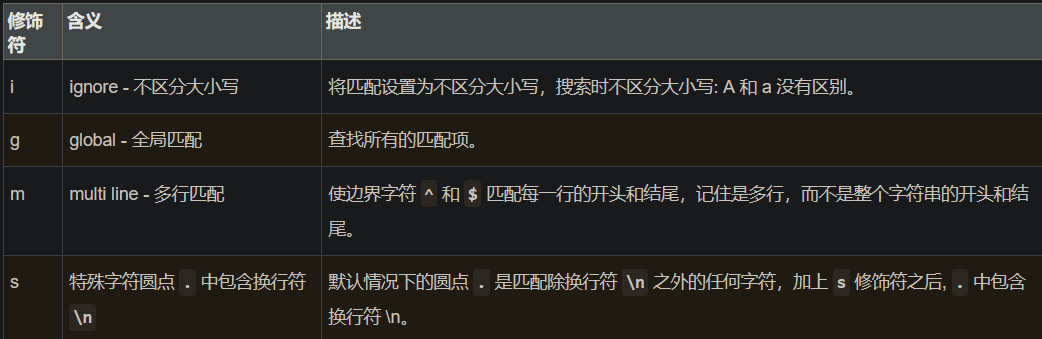 修饰符 含义 描述
i ignore - 不区分大小写 将匹配设置为不区分大小写，搜索时不区分大小写: A 和 a 没有区别。
g global - 全局匹配 查找所有的匹配项。
m multi line - 多行匹配 使边界字符 ^ 和 $ 匹配每一行的开头和结尾，记住是多行，而不是整个字符串的开头和结
尾。
s 特殊字符圆点 . 中包含换行符 默认情况下的圆点 . 是匹配除换行符 \n 之外的任何字符，加上 s 修饰符之后, . 中包含
\n 换行符 \n。